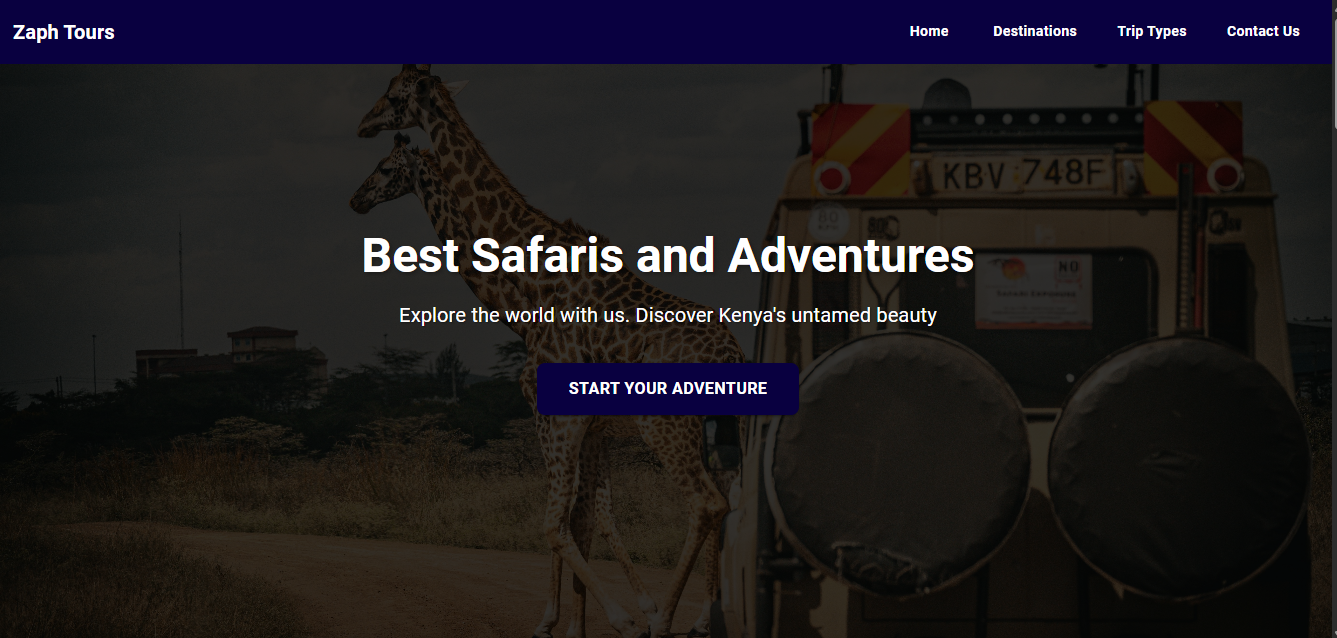 Zaph Tours
Home Destinations Trip Types Contact Us
KBV 748F
80
KPH
NO
Best Safaris and Adventures
Explore the world with us. Discover Kenya's untamed beauty
START YOUR ADVENTURE